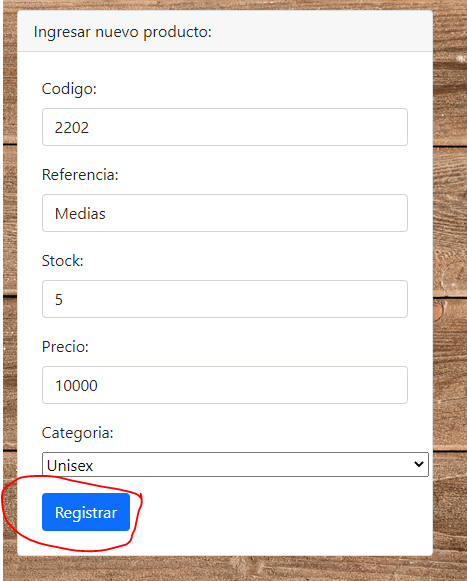 Ingresar nuevo producto:
Codigo:
2202
Referencia:
Medias
Stock:
5
Precio:
10000
Categoria:
Unisex
Registrar